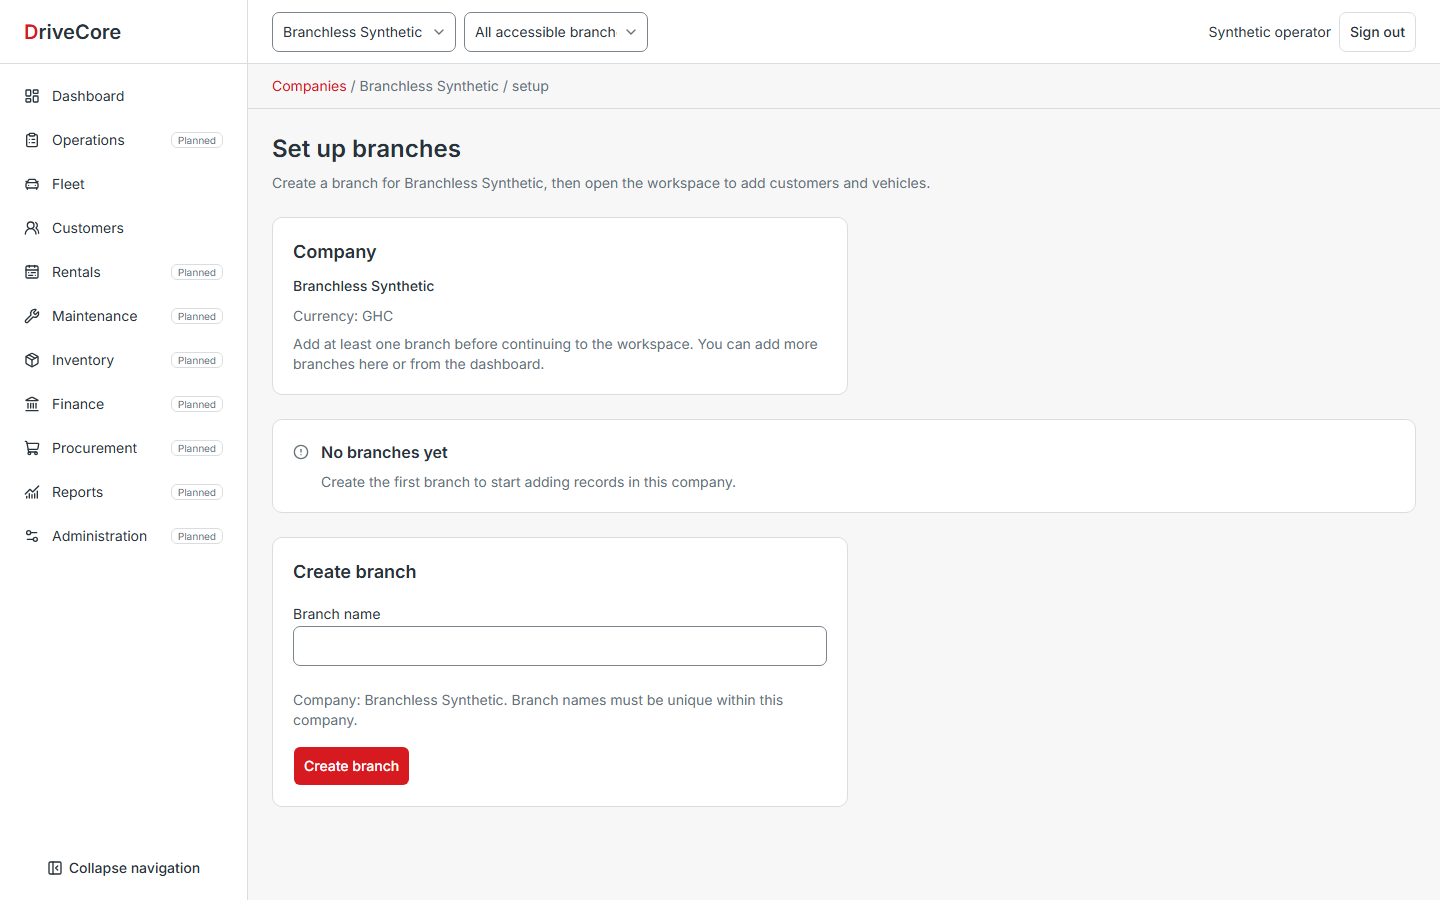 DriveCore
Branchless Synthetic
All accessible branch
Synthetic operator
Sign out
Dashboard
Operations
Planned
Fleet
Customers
Rentals
Planned
Maintenance
Planned
Inventory
Planned
Finance
Planned
Procurement
Planned
Reports
Planned
Administration
Planned
Collapse navigation
Companies / Branchless Synthetic / setup
Set up branches
Create a branch for Branchless Synthetic, then open the workspace to add customers and vehicles.
Company
Branchless Synthetic
Currency: GHC
Add at least one branch before continuing to the workspace. You can add more
branches here or from the dashboard.
No branches yet
Create the first branch to start adding records in this company.
Create branch
Branch name
Company: Branchless Synthetic. Branch names must be unique within this
company.
Create branch